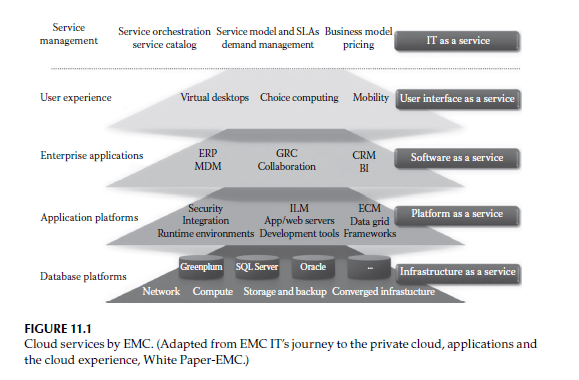 Service management
Service orchestration service catalog
Service model and SLAs demand management
Business model pricing
IT as a service
User experience
Virtual desktops Choice computing Mobility
User interface as a service
Enterprise applications
ERP GRC CRM
MDM Collaboration BI
Software as a service
Application platforms
Security ILM ECM
Integration App/web servers Data grid
Runtime environments Development tools Frameworks
Platform as a service
Database platforms
Greenplum SQL Server Oracle ...
Network Compute Storage and backup Converged infrastucture
Infrastructure as a service
FIGURE 11.1
Cloud services by EMC. (Adapted from EMC IT's journey to the private cloud, applications and
the cloud experience, White Paper-EMC.)